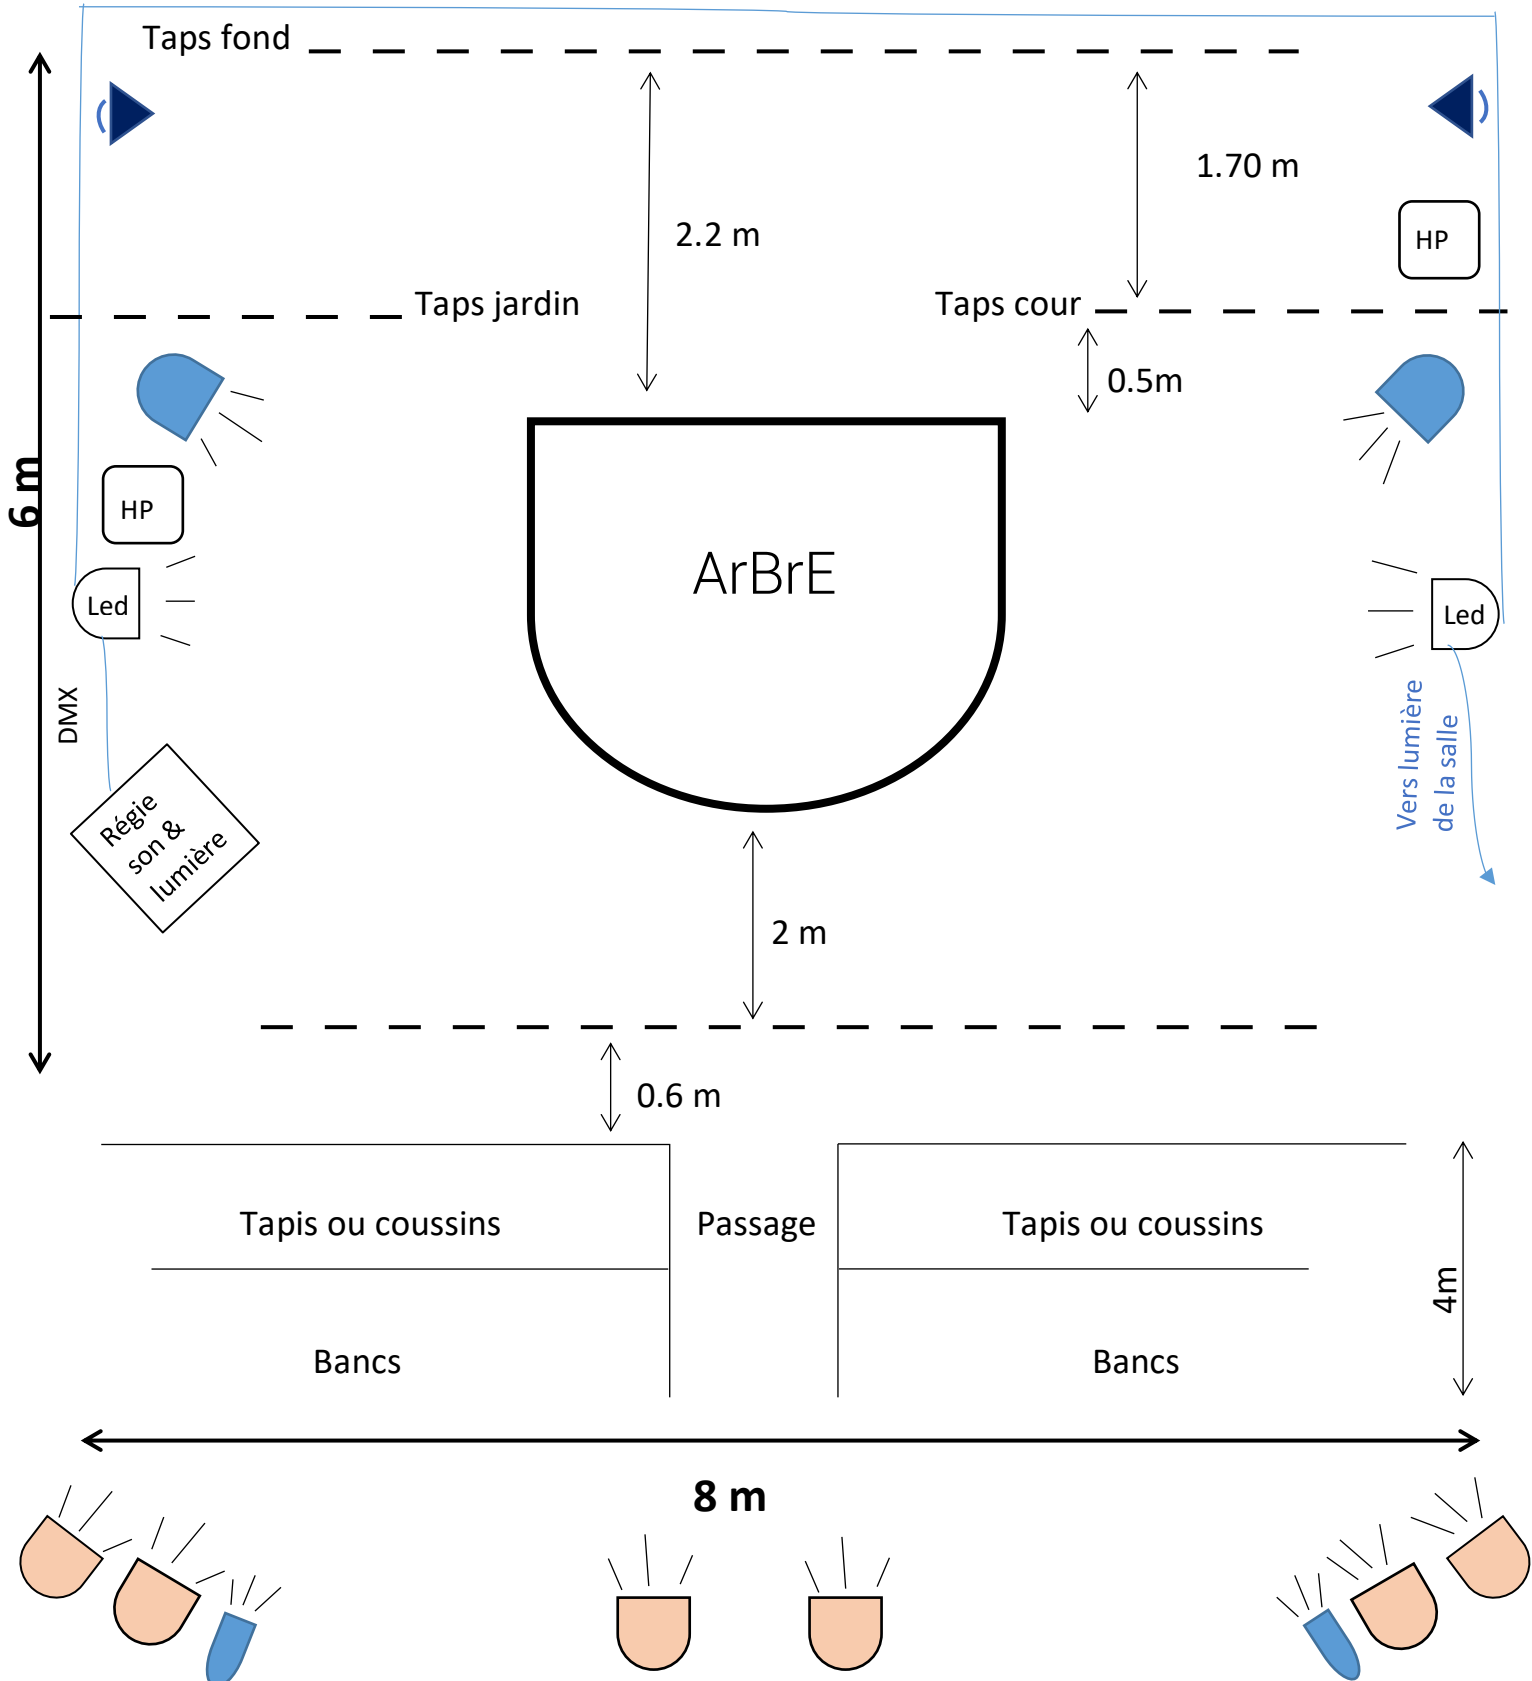 Taps fond
1.70 m
2.2 m
HP
Taps jardin
Taps cour
0.5m
6 m
HP
ArBrE
Led
Led
DMX
Vers lumière
de la salle
Régie
son &
lumière
2 m
0.6 m
Tapis ou coussins
Passage
Tapis ou coussins
4m
Bancs
Bancs
8 m